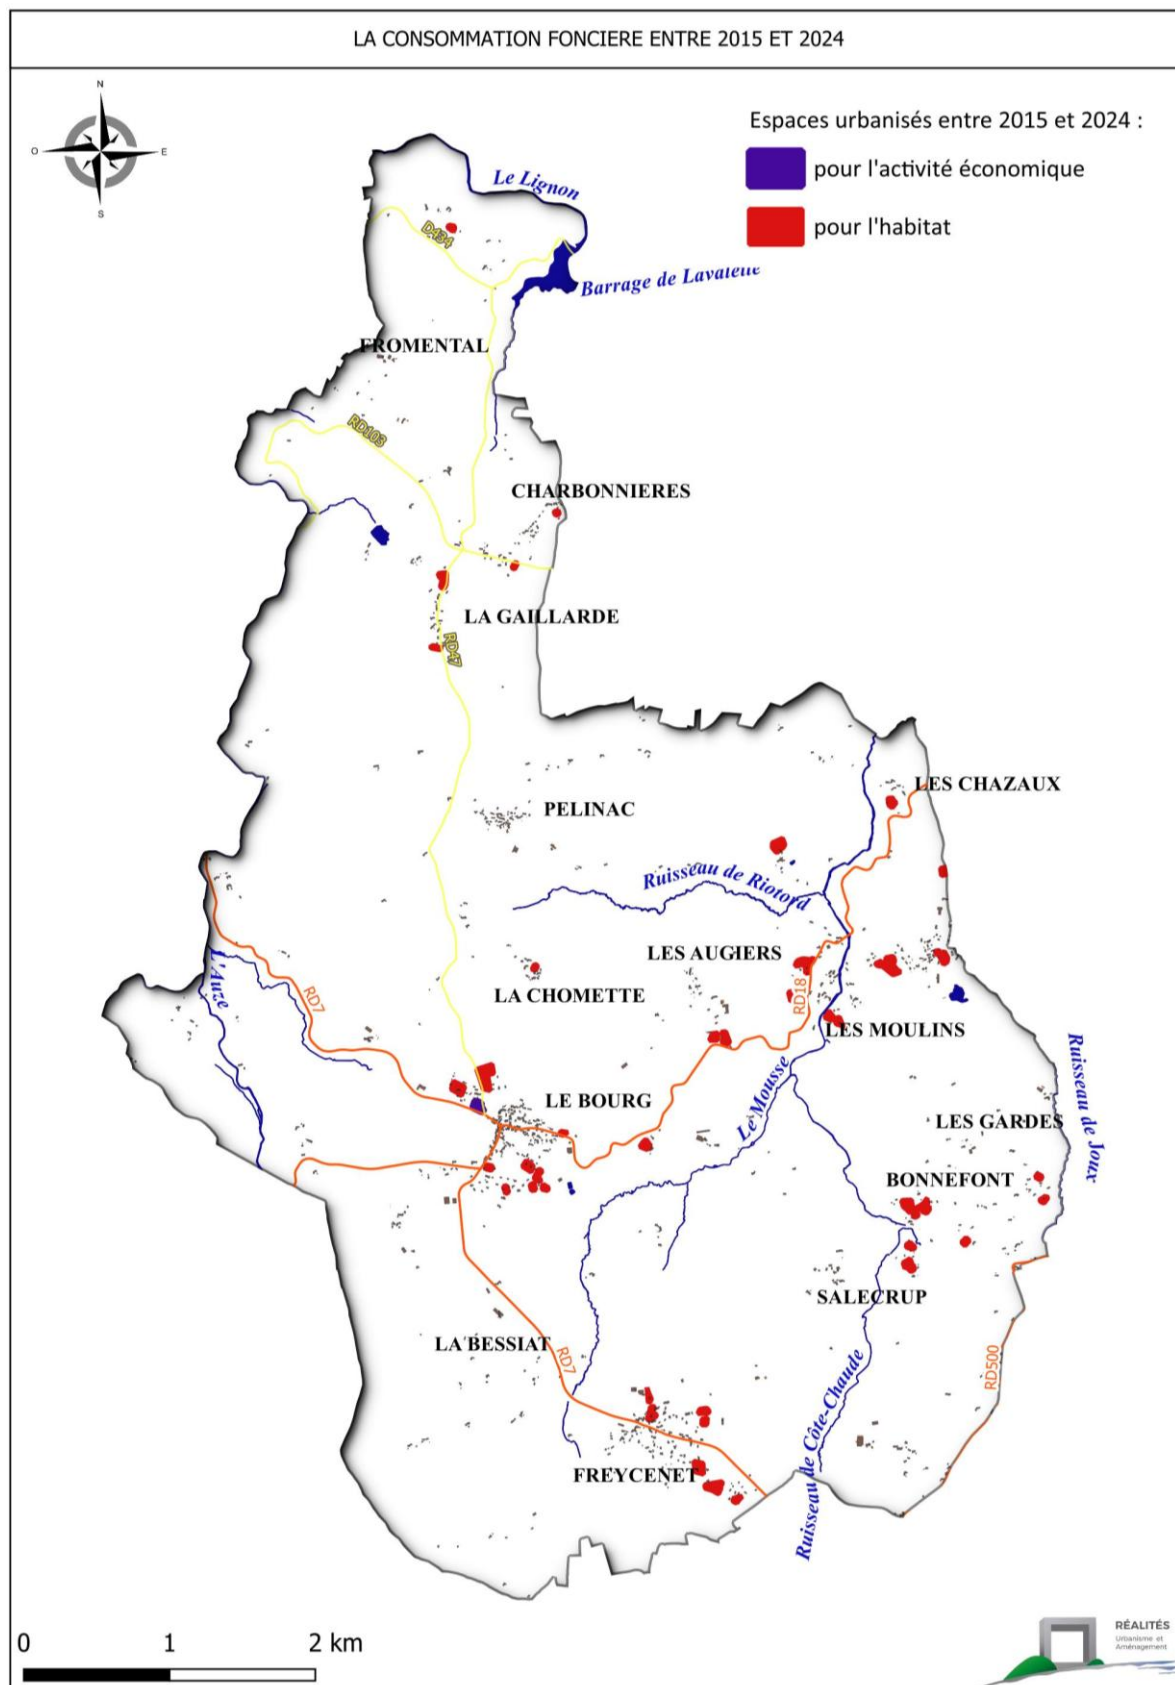 LA CONSOMMATION FONCIERE ENTRE 2015 ET 2024
N
O
E
S
Espaces urbanisés entre 2015 et 2024 :
pour l'activité économique
pour l'habitat
Le Lignon
D434
Barrage de Lavalette
FROMENTAL
RD103
CHARBONNIERES
LA GAILLARDE
RD47
LES CHAZAUX
PELINAC
Ruisseau de Riotord
LES AUGIERS
L'Auze
LA CHOMETTE
RD7
RD18
LES MOULINS
Ruisseau de Joux
Le Mousse
LE BOURG
LES GARDES
BONNEFONT
SALECRUP
LA BESSIAT
RD7
RD500
Ruisseau de Côte-Chaude
FREYCENET
0 1 2 km
RÉALITÉS
Urbanisme et
Aménagement